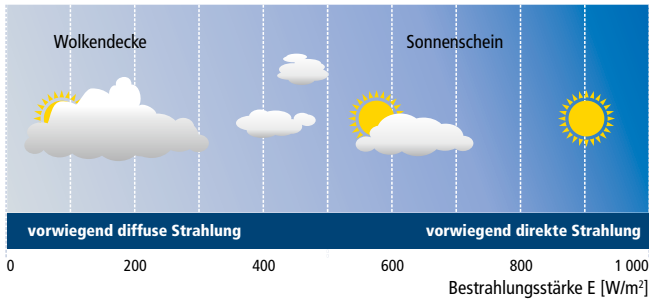 Wolkendecke Sonnenschein
vorwiegend diffuse Strahlung vorwiegend direkte Strahlung
0 200 400 600 800 1 000
Bestrahlungsstärke E [W/m²]